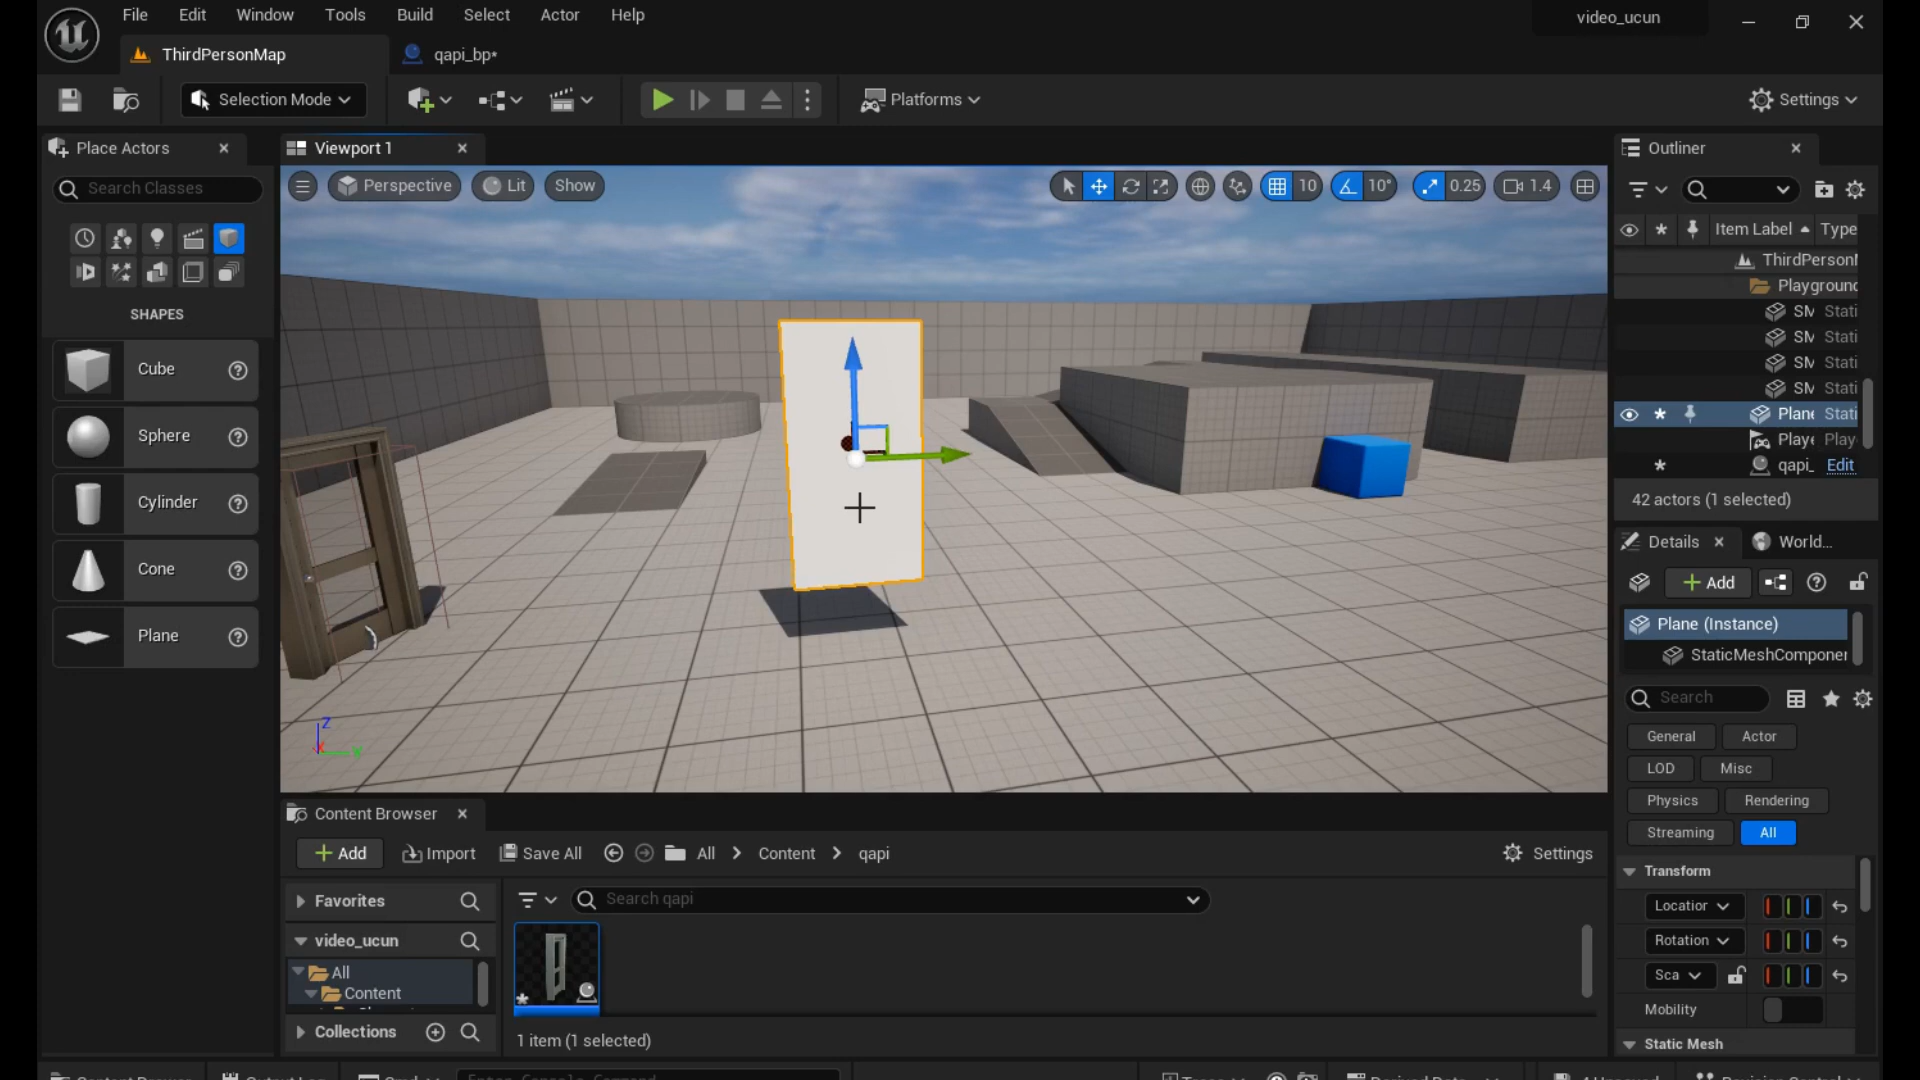 File Edit Window Tools Build Select Actor Help
video_ucun
ThirdPersonMap
qapi_bp*
Selection Mode
Platforms
Settings
Place Actors
Viewport 1
Outliner
Search Classes
Perspective
Lit
Show
10
10°
0.25
1.4
Item Label
Type
SHAPES
Cube
Sphere
Cylinder
Cone
Plane
Z
ThirdPersonM
Playground
SM Stati
SM Stati
SM Stati
SM Stati
Plane Stati
Playe Play
qapi_ Edit
42 actors (1 selected)
Details
World...
Add
Plane (Instance)
StaticMeshComponen
Search
General
Actor
LOD
Misc
Physics
Rendering
Streaming
All
Transform
Location
Rotation
Sca
Mobility
Static Mesh
Content Browser
Add
Import
Save All
All
Content
qapi
Settings
Favorites
Search qapi
video_ucun
All
Content
Collections
1 item (1 selected)